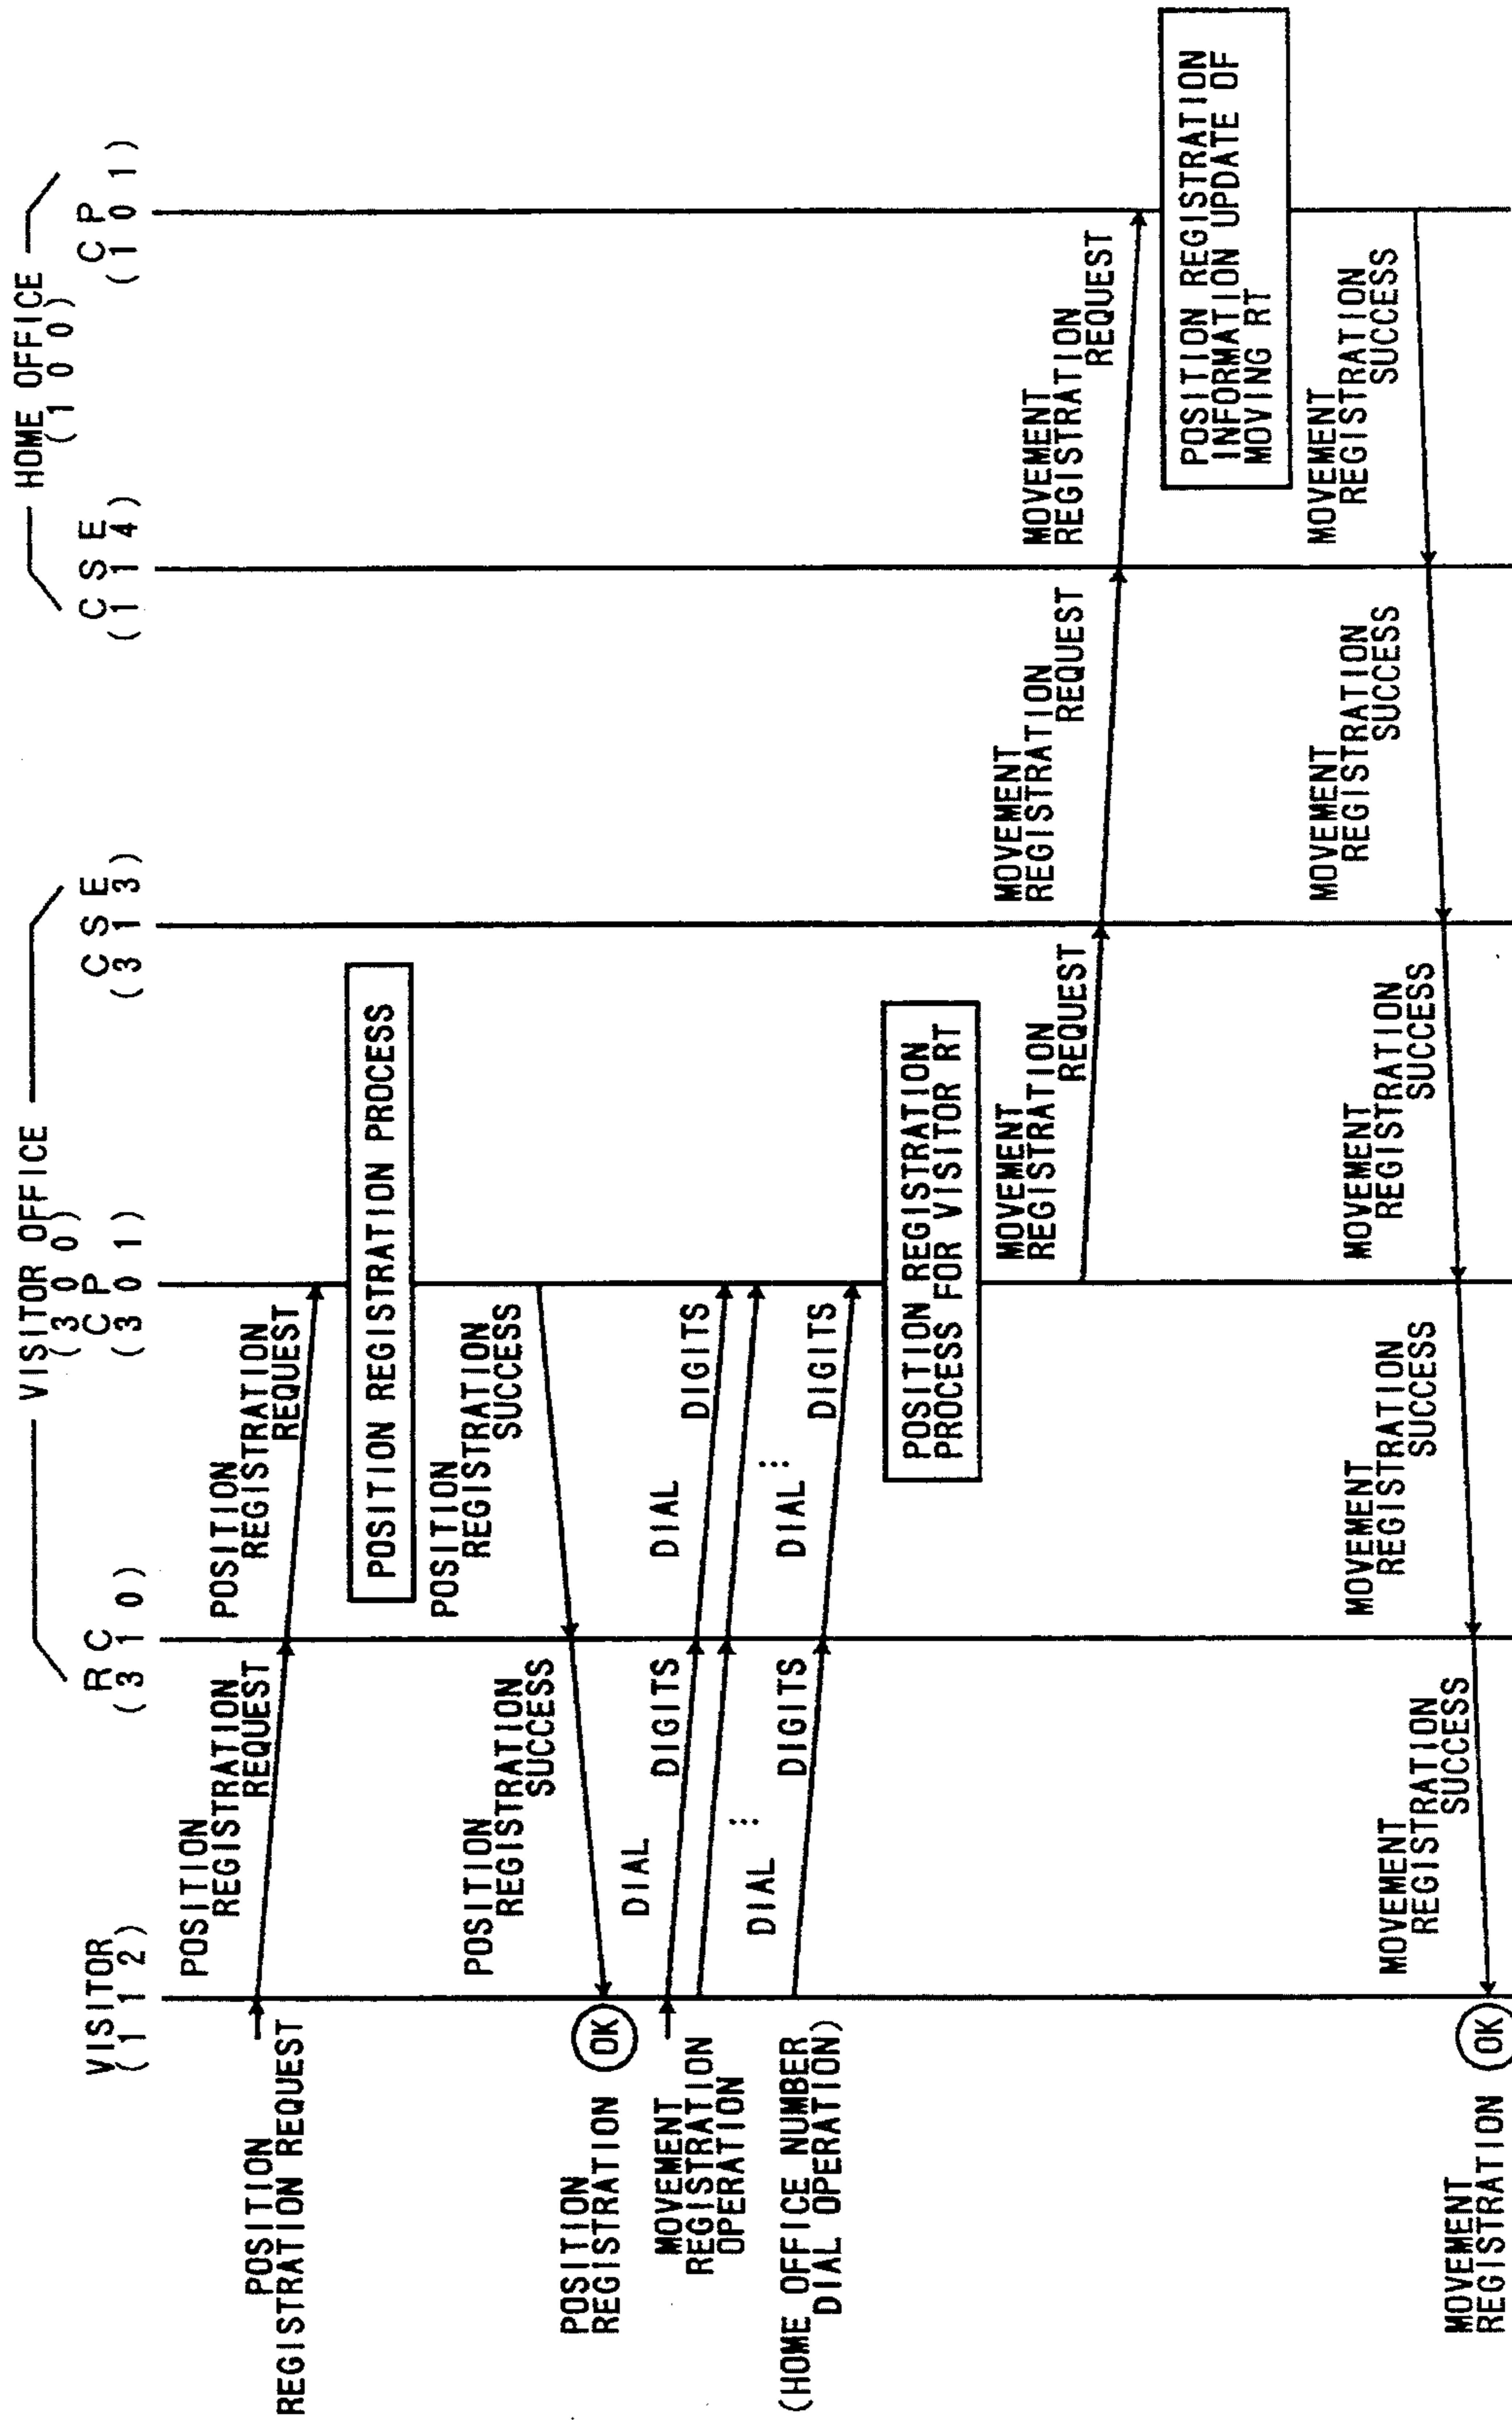 VISITOR OFFICE
(300)
HOME OFFICE
(100)
VISITOR
(112)
RC
(310)
CP
(301)
CSE
(313)
CSE
(114)
CP
(101)
POSITION
REGISTRATION REQUEST
POSITION
REGISTRATION
REQUEST
POSITION
REGISTRATION
REQUEST
POSITION REGISTRATION PROCESS
POSITION
REGISTRATION
SUCCESS
POSITION
REGISTRATION
SUCCESS
POSITION
REGISTRATION OK
MOVEMENT
REGISTRATION
OPERATION
DIAL DIGITS
DIAL DIGITS
(HOME OFFICE NUMBER
DIAL OPERATION)
DIAL DIGITS
DIAL DIGITS
POSITION REGISTRATION
PROCESS FOR VISITOR RT
MOVEMENT
REGISTRATION
REQUEST
MOVEMENT
REGISTRATION
REQUEST
MOVEMENT
REGISTRATION
REQUEST
POSITION REGISTRATION
INFORMATION UPDATE OF
MOVING RT
MOVEMENT
REGISTRATION
SUCCESS
MOVEMENT
REGISTRATION
SUCCESS
MOVEMENT
REGISTRATION
SUCCESS
MOVEMENT
REGISTRATION
SUCCESS
MOVEMENT
REGISTRATION
SUCCESS
MOVEMENT
REGISTRATION OK